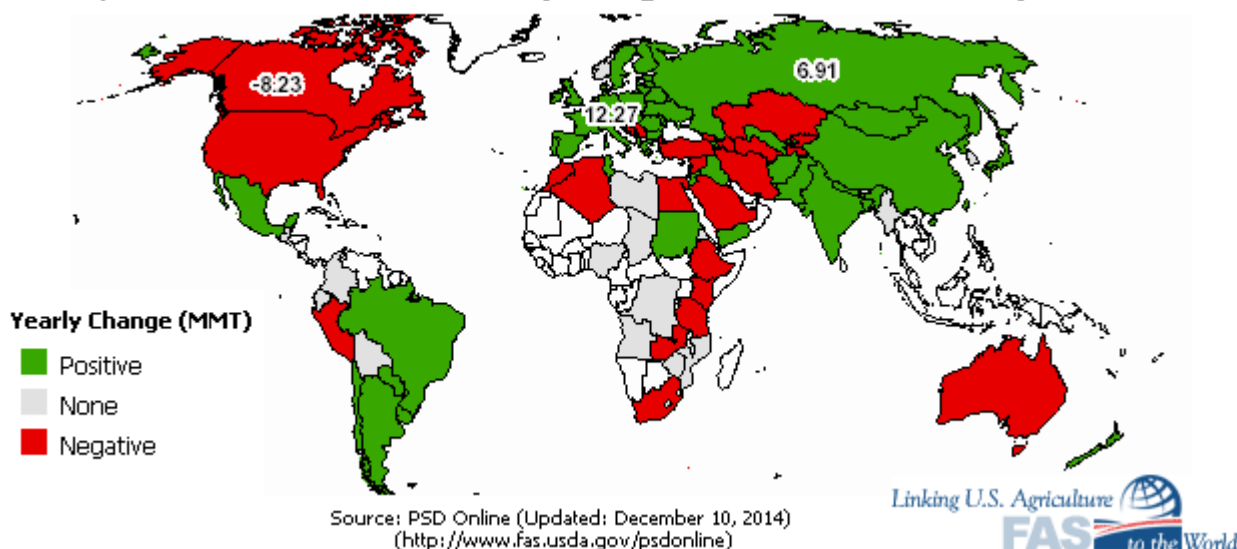 -8.23
6.91
12.27
Yearly Change (MMT)
Positive
None
Negative
Source: PSD Online (Updated: December 10, 2014)
(http://www.fas.usda.gov/psdonline)
Linking U.S. Agriculture
FAS
to the World